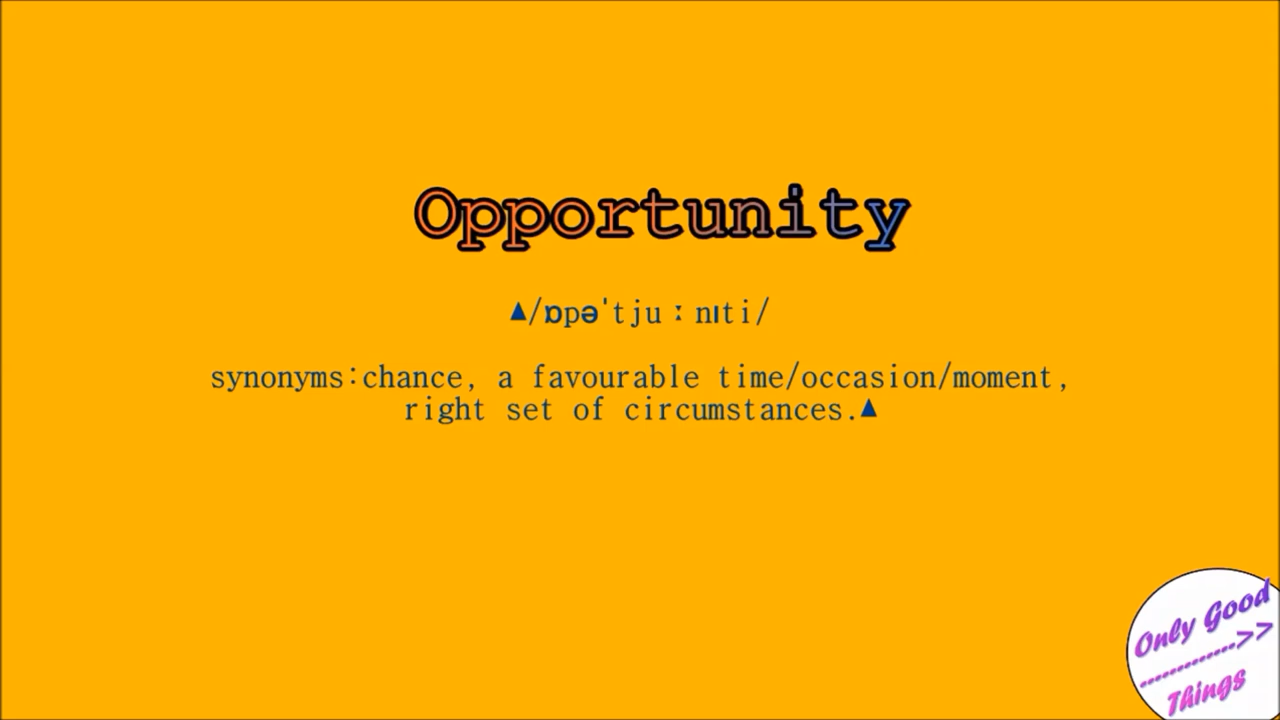 Opportunity
▲/ɒpəˈtjuːnɪti/
synonyms:chance, a favourable time/occasion/moment,
right set of circumstances.▲
Only Good
------------->>
Things